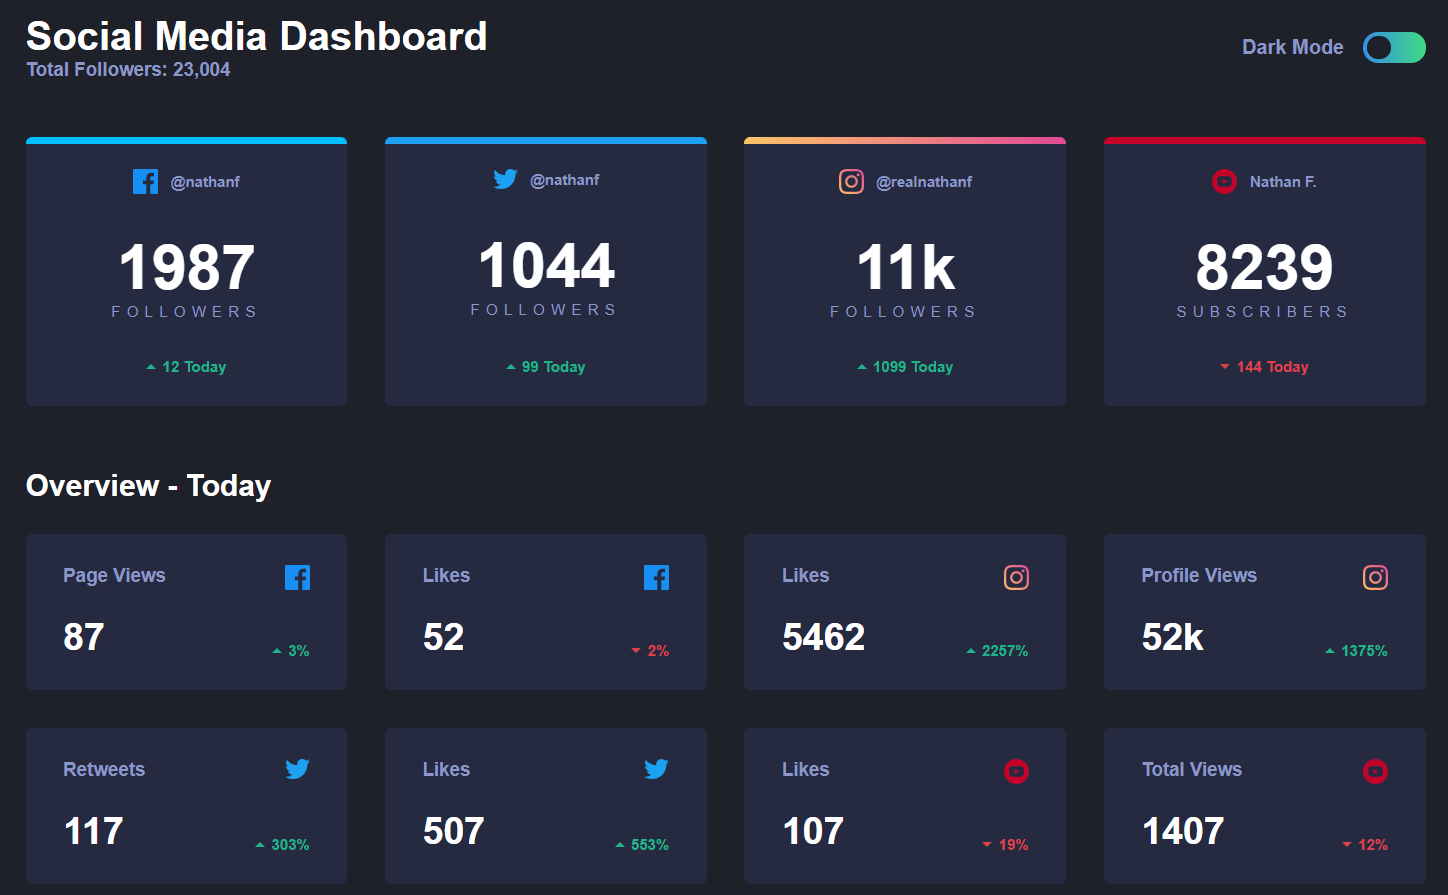 Social Media Dashboard
Total Followers: 23,004
Dark Mode
@nathanf
1987
FOLLOWERS
12 Today
@nathanf
1044
FOLLOWERS
99 Today
@realnathanf
11k
FOLLOWERS
1099 Today
Nathan F.
8239
SUBSCRIBERS
144 Today
Overview - Today
Page Views
87
3%
Likes
52
2%
Likes
5462
2257%
Profile Views
52k
1375%
Retweets
117
303%
Likes
507
553%
Likes
107
19%
Total Views
1407
12%